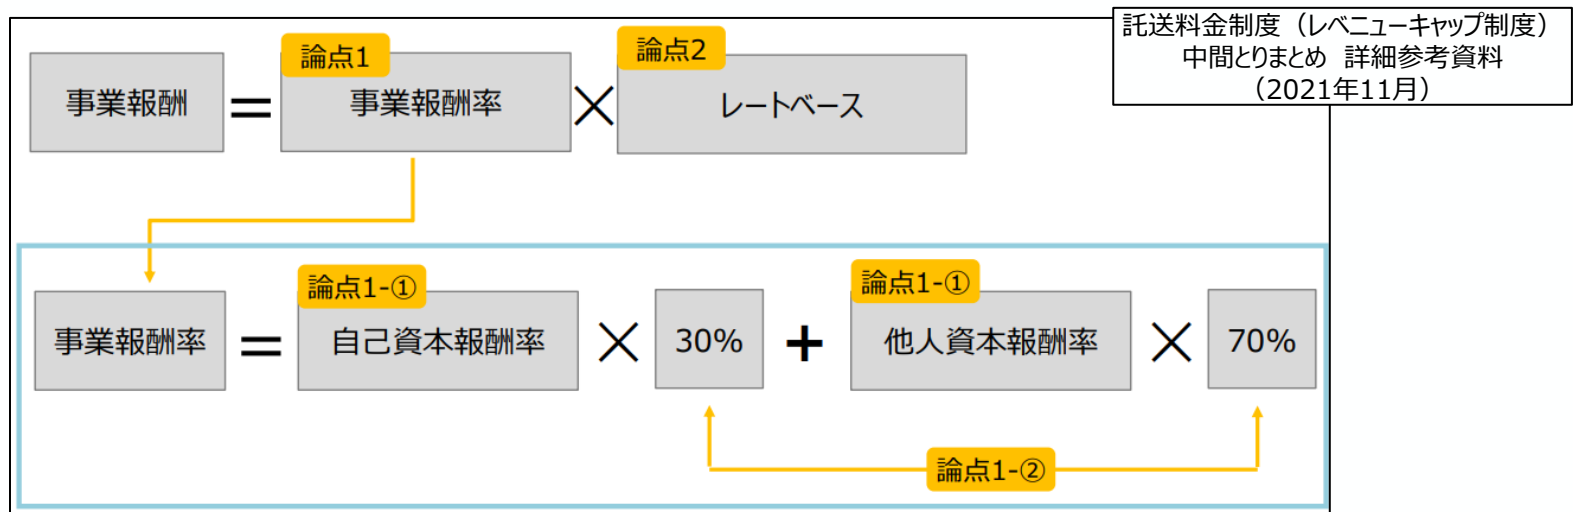 託送料金制度（レベニューキャップ制度）
中間とりまとめ 詳細参考資料
（2021年11月）
論点1
論点2
事業報酬 = 事業報酬率 × レートベース
論点1-①
論点1-①
事業報酬率 = 自己資本報酬率 × 30% + 他人資本報酬率 × 70%
論点1-②